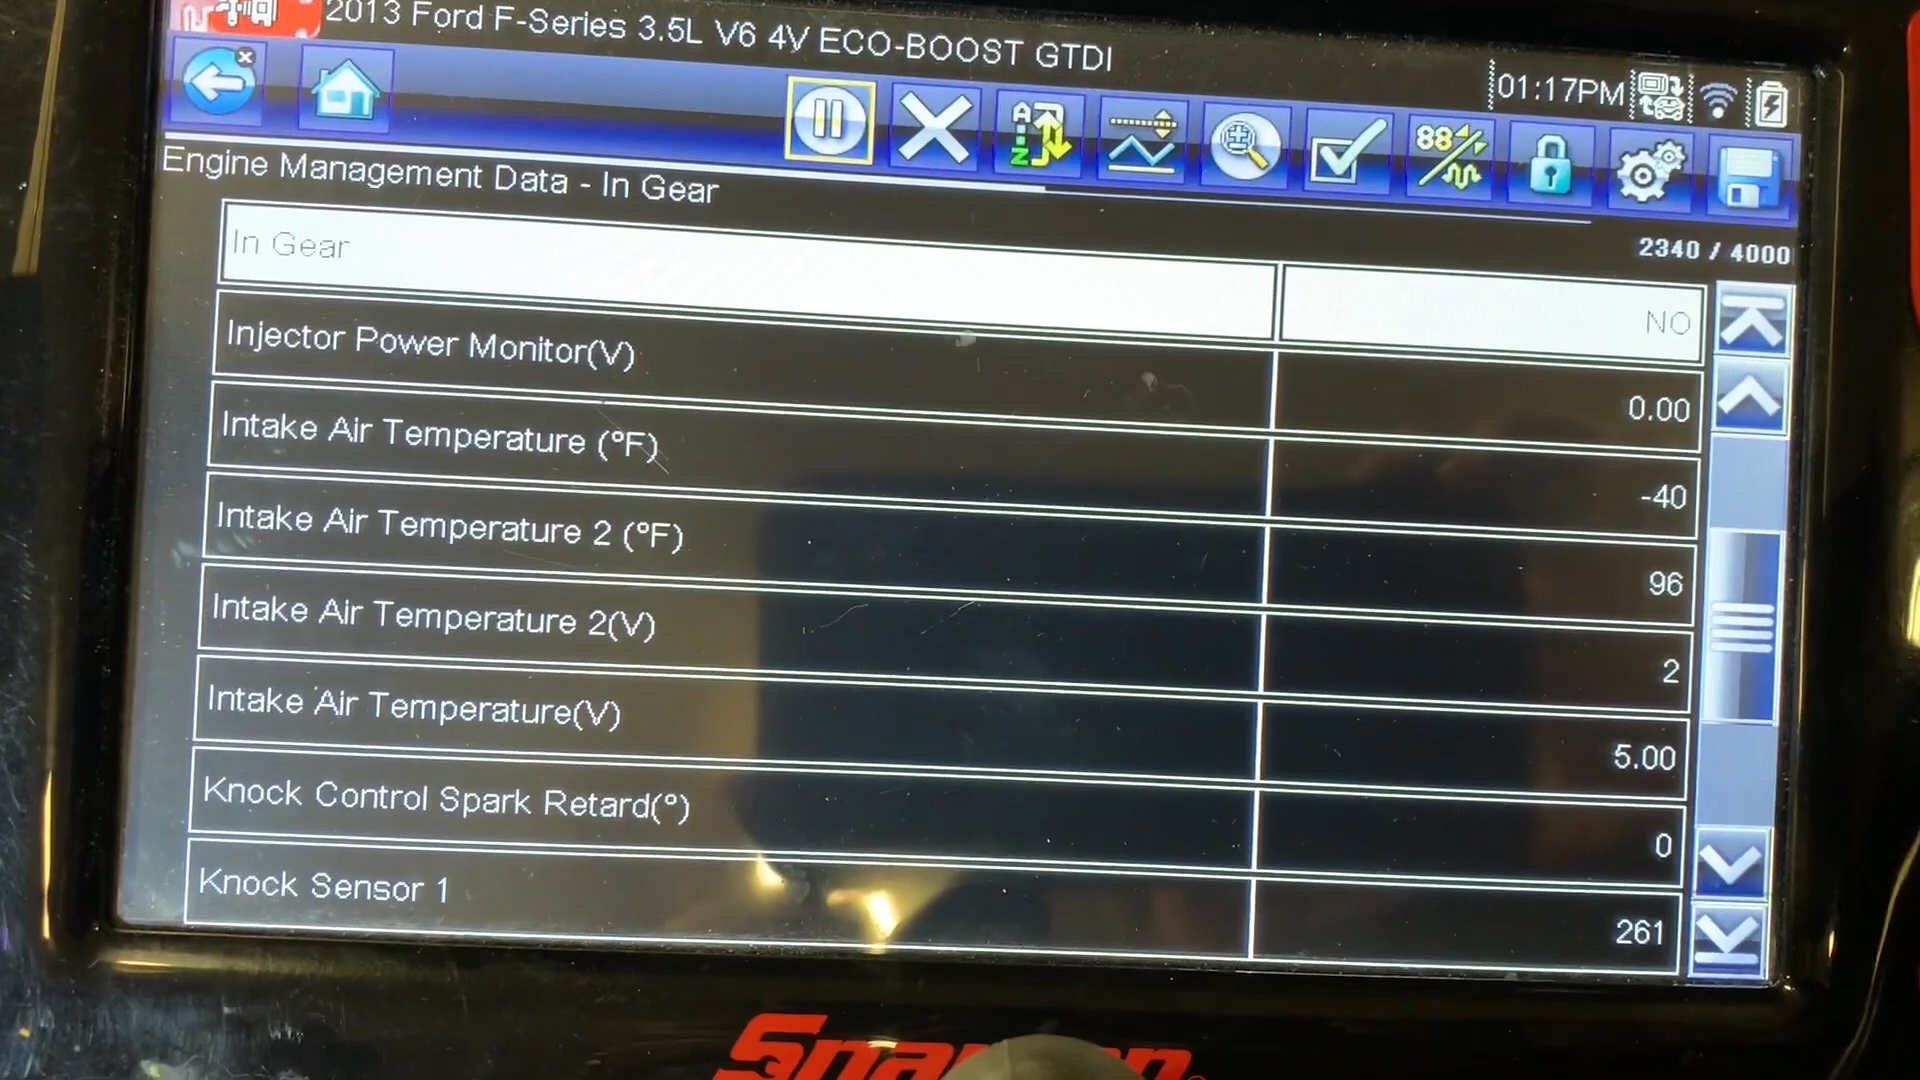 2013 Ford F-Series 3.5L V6 4V ECO-BOOST GTDI
01:17PM
Engine Management Data - In Gear
2340 / 4000
In Gear NO
Injector Power Monitor(V) 0.00
Intake Air Temperature (°F) -40
Intake Air Temperature 2 (°F) 96
Intake Air Temperature 2(V) 2
Intake Air Temperature(V) 5.00
Knock Control Spark Retard(°) 0
Knock Sensor 1 261